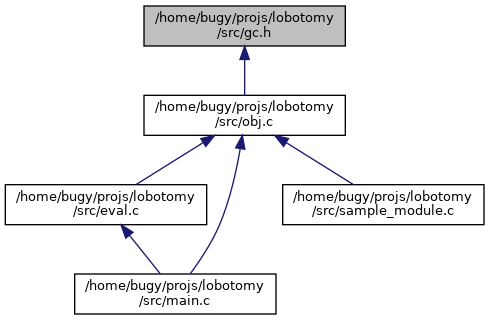 /home/bugy/projs/lobotomy
/src/gc.h
/home/bugy/projs/lobotomy
/src/obj.c
/home/bugy/projs/lobotomy
/src/eval.c
/home/bugy/projs/lobotomy
/src/sample_module.c
/home/bugy/projs/lobotomy
/src/main.c